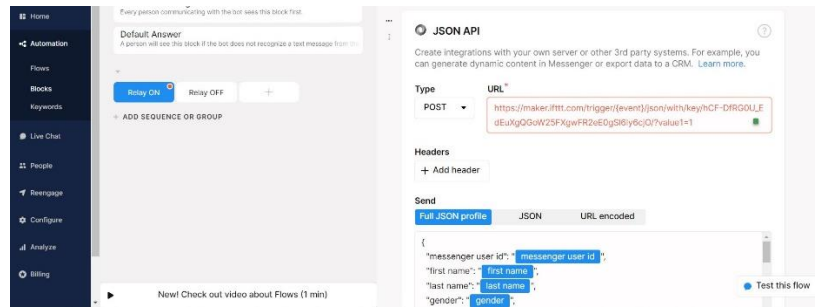 Home
Automation
Flows
Blocks
Keywords
Live Chat
People
Reengage
Configure
Analyze
Billing
Every person communicating with the bot sees this block first.
Default Answer
A person will see this block if the bot does not recognize a text message from
Relay ON
Relay OFF
+
+ ADD SEQUENCE OR GROUP
New! Check out video about Flows (1 min)
JSON API
?
Create integrations with your own server or other 3rd party systems. For example, you
can generate dynamic content in Messenger or export data to a CRM. Learn more.
Type URL*
POST
https://maker.ifttt.com/trigger/{event}/json/with/key/hCF-DfRG0U_E
Headers
+ Add header
Send
Full JSON profile JSON URL encoded
{
"messenger user id": "messenger user id",
"first name": "first name",
"last name": "last name",
"gender": "gender",
Test this flow